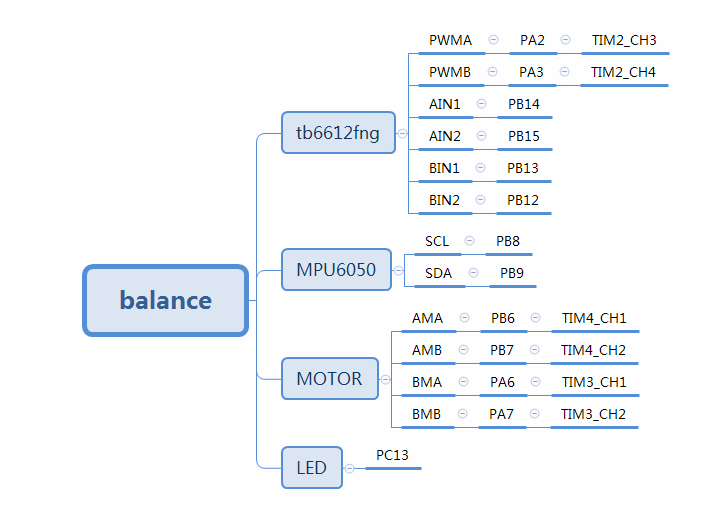 balance
tb6612fng
PWMA PA2 TIM2_CH3
PWMB PA3 TIM2_CH4
AIN1 PB14
AIN2 PB15
BIN1 PB13
BIN2 PB12
MPU6050
SCL PB8
SDA PB9
MOTOR
AMA PB6 TIM4_CH1
AMB PB7 TIM4_CH2
BMA PA6 TIM3_CH1
BMB PA7 TIM3_CH2
LED
PC13